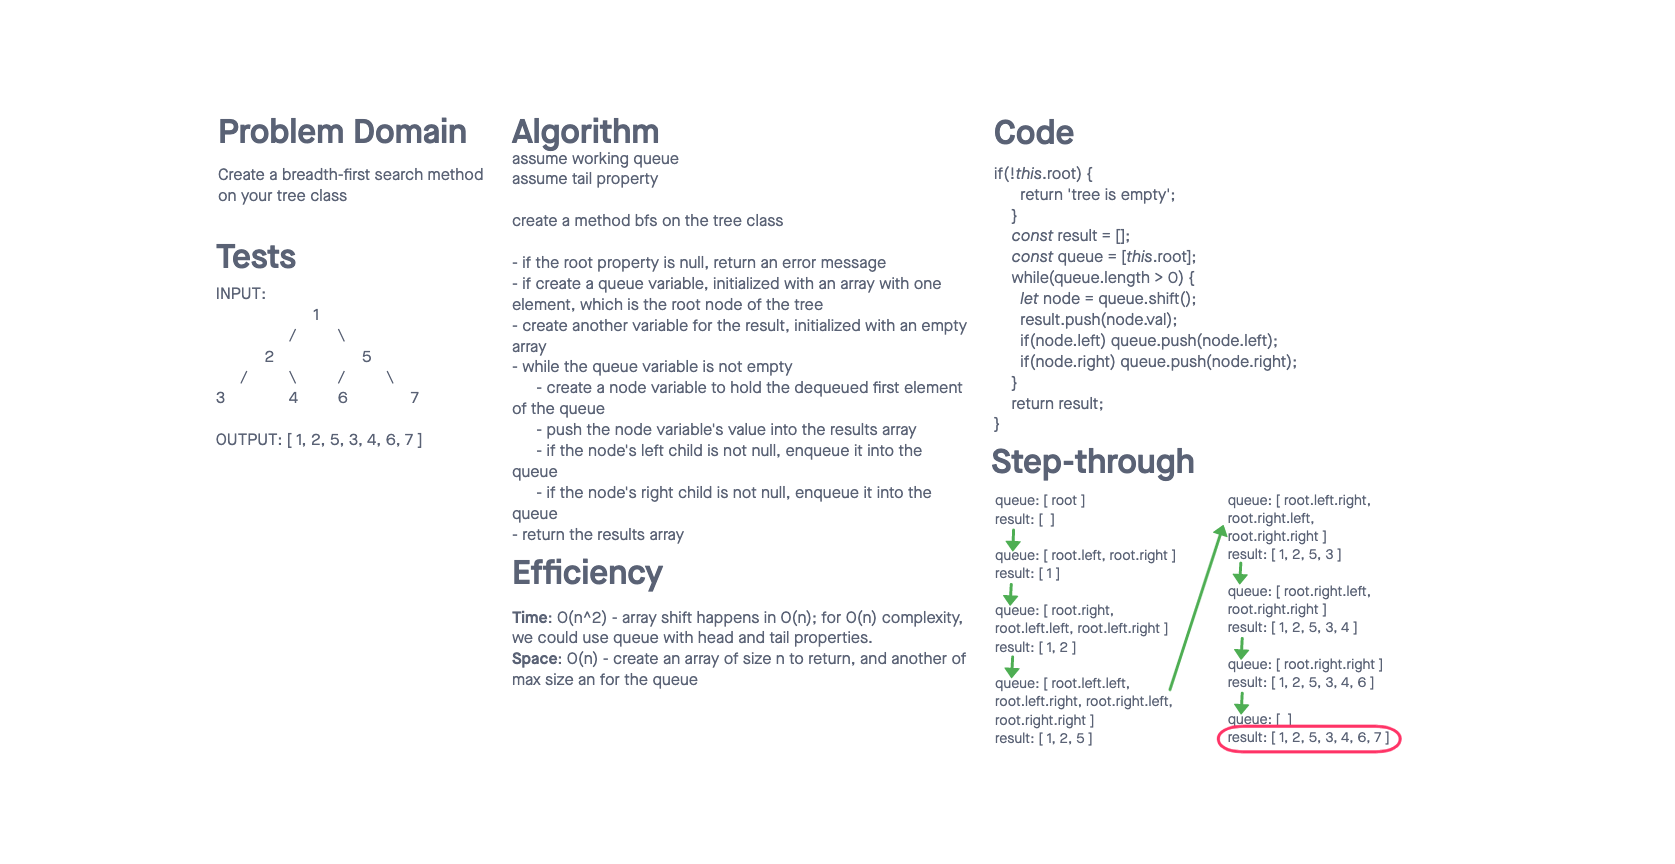 Problem Domain
Create a breadth-first search method
on your tree class
Tests
INPUT:
1
/ \
2 5
/ \ / \
3 4 6 7
OUTPUT: [ 1, 2, 5, 3, 4, 6, 7 ]
Algorithm
assume working queue
assume tail property
create a method bfs on the tree class
- if the root property is null, return an error message
- if create a queue variable, initialized with an array with one
element, which is the root node of the tree
- create another variable for the result, initialized with an empty
array
- while the queue variable is not empty
- create a node variable to hold the dequeued first element
of the queue
- push the node variable's value into the results array
- if the node's left child is not null, enqueue it into the
queue
- if the node's right child is not null, enqueue it into the
queue
- return the results array
Efficiency
Time: O(n^2) - array shift happens in O(n); for O(n) complexity,
we could use queue with head and tail properties.
Space: O(n) - create an array of size n to return, and another of
max size an for the queue
Code
if(!this.root) {
return 'tree is empty';
}
const result = [];
const queue = [this.root];
while(queue.length > 0) {
let node = queue.shift();
result.push(node.val);
if(node.left) queue.push(node.left);
if(node.right) queue.push(node.right);
}
return result;
}
Step-through
queue: [ root ]
result: [ ]
queue: [ root.left, root.right ]
result: [ 1 ]
queue: [ root.right,
root.left.left, root.left.right ]
result: [ 1, 2 ]
queue: [ root.left.left,
root.left.right, root.right.left,
root.right.right ]
result: [ 1, 2, 5 ]
queue: [ root.left.right,
root.right.left,
root.right.right ]
result: [ 1, 2, 5, 3 ]
queue: [ root.right.left,
root.right.right ]
result: [ 1, 2, 5, 3, 4 ]
queue: [ root.right.right ]
result: [ 1, 2, 5, 3, 4, 6 ]
queue: [ ]
result: [ 1, 2, 5, 3, 4, 6, 7 ]